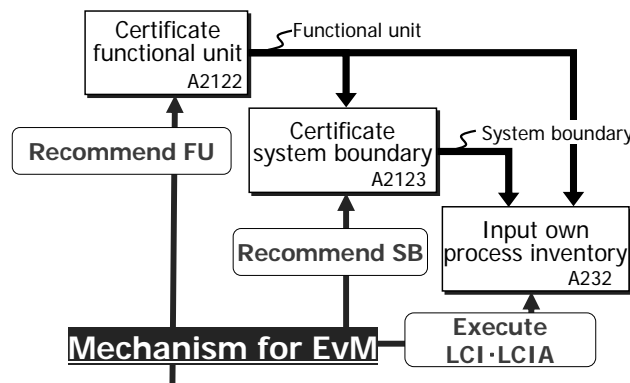 Certificate
functional unit
A2122
Functional unit
Recommend FU
Certificate
system boundary
A2123
System boundary
Recommend SB
Input own
process inventory
A232
Mechanism for EvM
Execute
LCI·LCIA